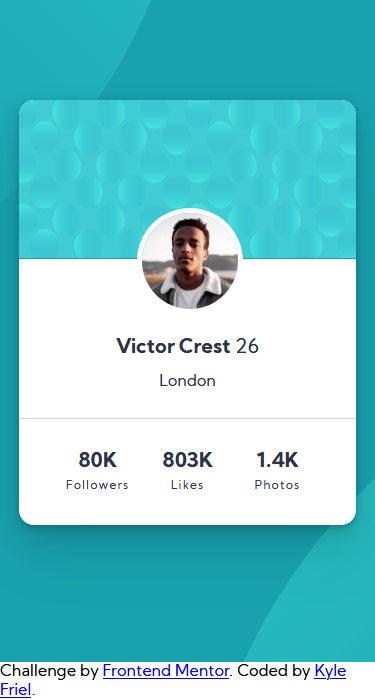 Victor Crest 26
London
80K 803K 1.4K
Followers Likes Photos
Challenge by Frontend Mentor. Coded by Kyle
Friel.